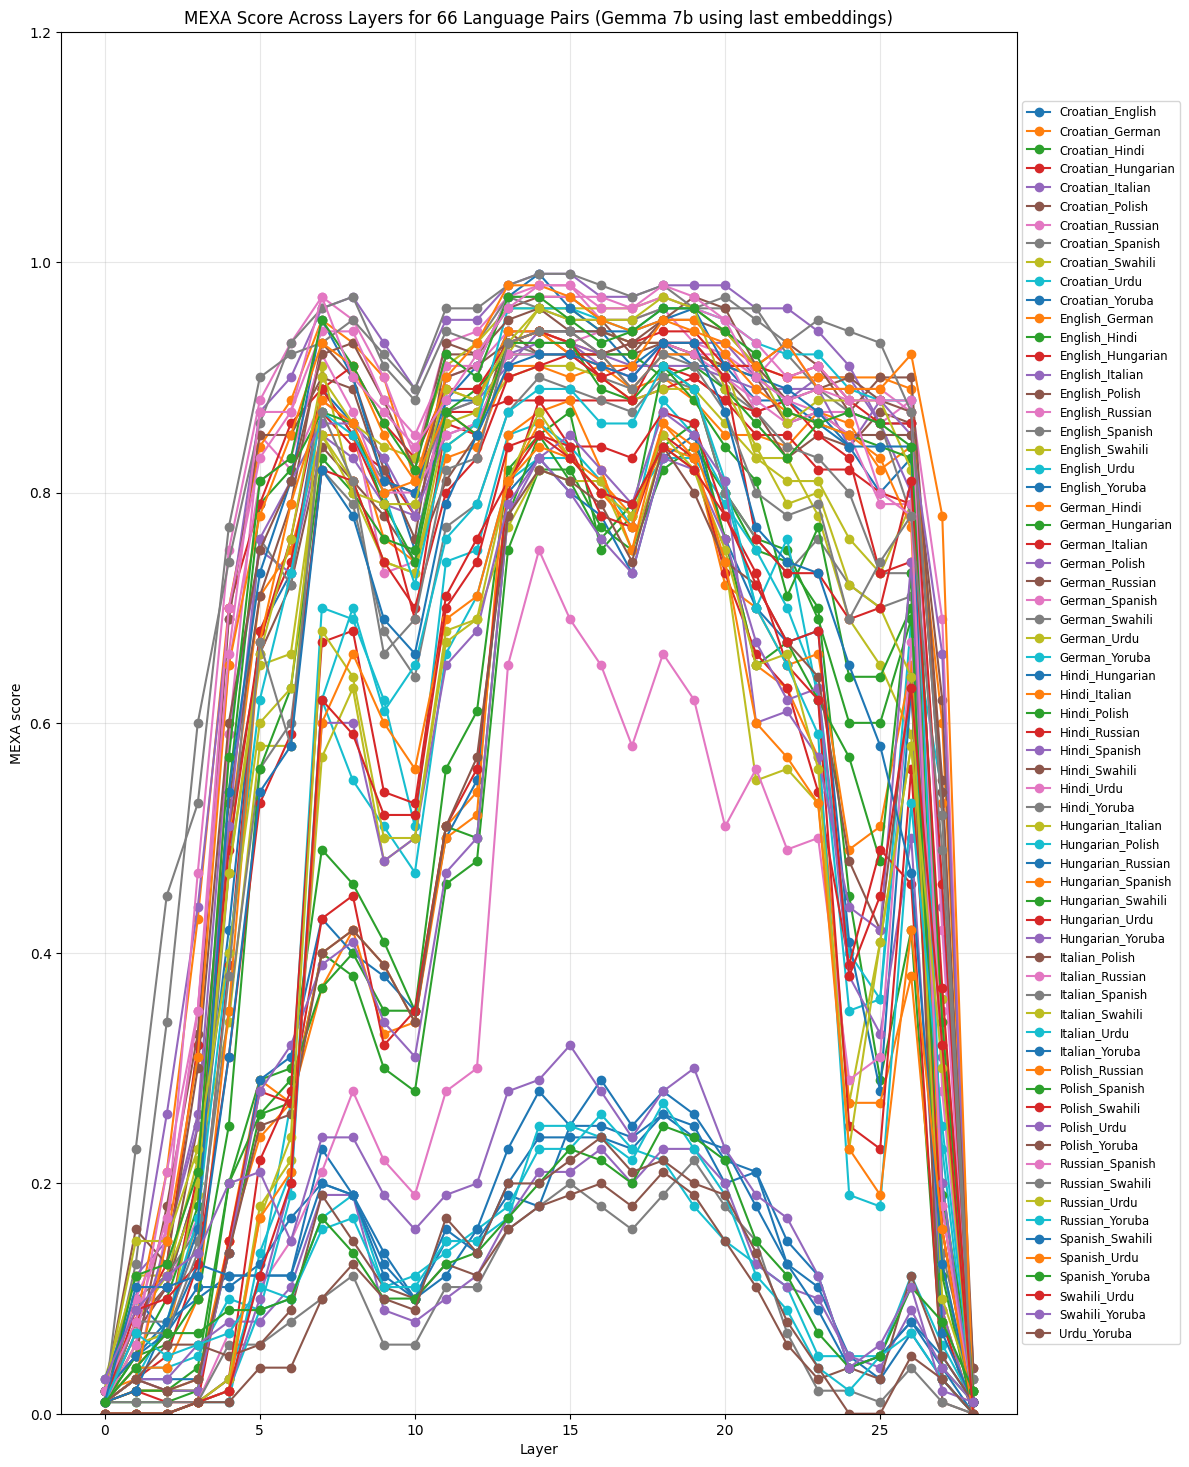 MEXA Score Across Layers for 66 Language Pairs (Gemma 7b using last embeddings)
MEXA score
1.2
1.0
0.8
0.6
0.4
0.2
0.0
0
5
10
15
20
25
Layer
Croatian_English
Croatian_German
Croatian_Hindi
Croatian_Hungarian
Croatian_Italian
Croatian_Polish
Croatian_Russian
Croatian_Spanish
Croatian_Swahili
Croatian_Urdu
Croatian_Yoruba
English_German
English_Hindi
English_Hungarian
English_Italian
English_Polish
English_Russian
English_Spanish
English_Swahili
English_Urdu
English_Yoruba
German_Hindi
German_Hungarian
German_Italian
German_Polish
German_Russian
German_Spanish
German_Swahili
German_Urdu
German_Yoruba
Hindi_Hungarian
Hindi_Italian
Hindi_Polish
Hindi_Russian
Hindi_Spanish
Hindi_Swahili
Hindi_Urdu
Hindi_Yoruba
Hungarian_Italian
Hungarian_Polish
Hungarian_Russian
Hungarian_Spanish
Hungarian_Swahili
Hungarian_Urdu
Hungarian_Yoruba
Italian_Polish
Italian_Russian
Italian_Spanish
Italian_Swahili
Italian_Urdu
Italian_Yoruba
Polish_Russian
Polish_Spanish
Polish_Swahili
Polish_Urdu
Polish_Yoruba
Russian_Spanish
Russian_Swahili
Russian_Urdu
Russian_Yoruba
Spanish_Swahili
Spanish_Urdu
Spanish_Yoruba
Swahili_Urdu
Swahili_Yoruba
Urdu_Yoruba